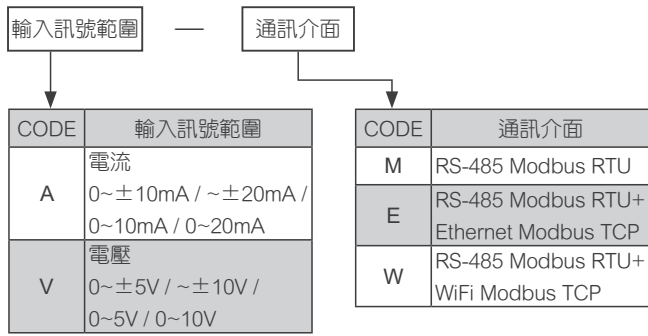 輸入訊號範圍 — 通訊介面
CODE 輸入訊號範圍
A 電流
0~±10mA / ~±20mA /
0~10mA / 0~20mA
V 電壓
0~±5V / ~±10V /
0~5V / 0~10V
CODE 通訊介面
M RS-485 Modbus RTU
E RS-485 Modbus RTU+
Ethernet Modbus TCP
W RS-485 Modbus RTU+
WiFi Modbus TCP